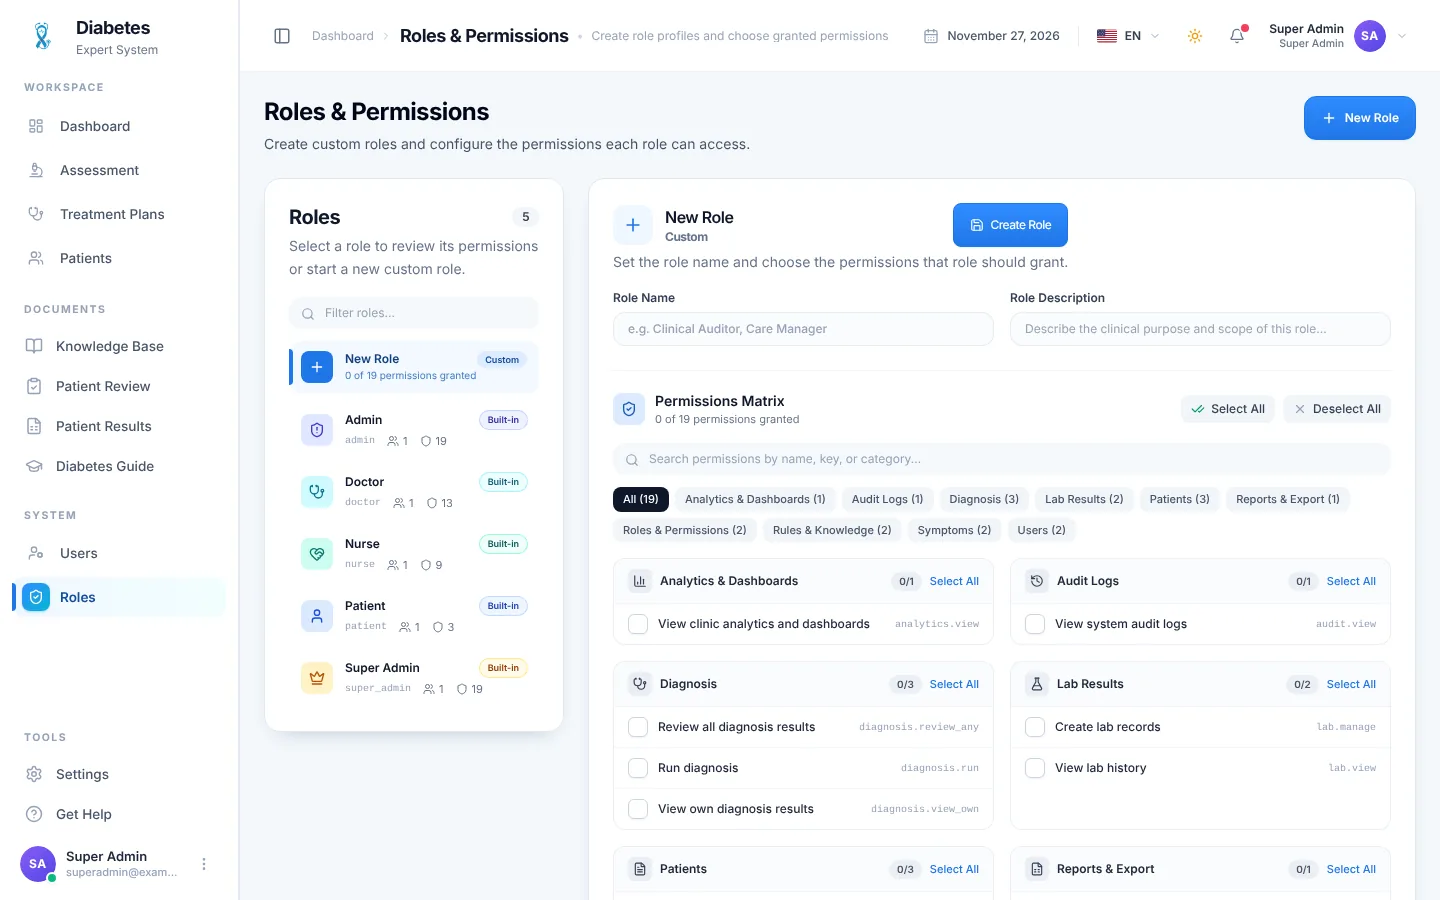 Diabetes
Expert System
WORKSPACE
Dashboard
Assessment
Treatment Plans
Patients
DOCUMENTS
Knowledge Base
Patient Review
Patient Results
Diabetes Guide
SYSTEM
Users
Roles
TOOLS
Settings
Get Help
SA
Super Admin
superadmin@exam...
Dashboard
Roles & Permissions
Create role profiles and choose granted permissions
November 27, 2026
EN
Super Admin
Super Admin
SA
Roles & Permissions
Create custom roles and configure the permissions each role can access.
New Role
Roles
5
Select a role to review its permissions
or start a new custom role.
Filter roles...
New Role
Custom
0 of 19 permissions granted
Admin
Built-in
admin 1 19
Doctor
Built-in
doctor 1 13
Nurse
Built-in
nurse 1 9
Patient
Built-in
patient 1 3
Super Admin
Built-in
super_admin 1 19
New Role
Custom
Create Role
Set the role name and choose the permissions that role should grant.
Role Name
e.g. Clinical Auditor, Care Manager
Role Description
Describe the clinical purpose and scope of this role...
Permissions Matrix
0 of 19 permissions granted
Select All
Deselect All
Search permissions by name, key, or category...
All (19)
Analytics & Dashboards (1)
Audit Logs (1)
Diagnosis (3)
Lab Results (2)
Patients (3)
Reports & Export (1)
Roles & Permissions (2)
Rules & Knowledge (2)
Symptoms (2)
Users (2)
Analytics & Dashboards
0/1
Select All
View clinic analytics and dashboards
analytics.view
Audit Logs
0/1
Select All
View system audit logs
audit.view
Diagnosis
0/3
Select All
Review all diagnosis results
diagnosis.review_any
Run diagnosis
diagnosis.run
View own diagnosis results
diagnosis.view_own
Lab Results
0/2
Select All
Create lab records
lab.manage
View lab history
lab.view
Patients
0/3
Select All
Reports & Export
0/1
Select All